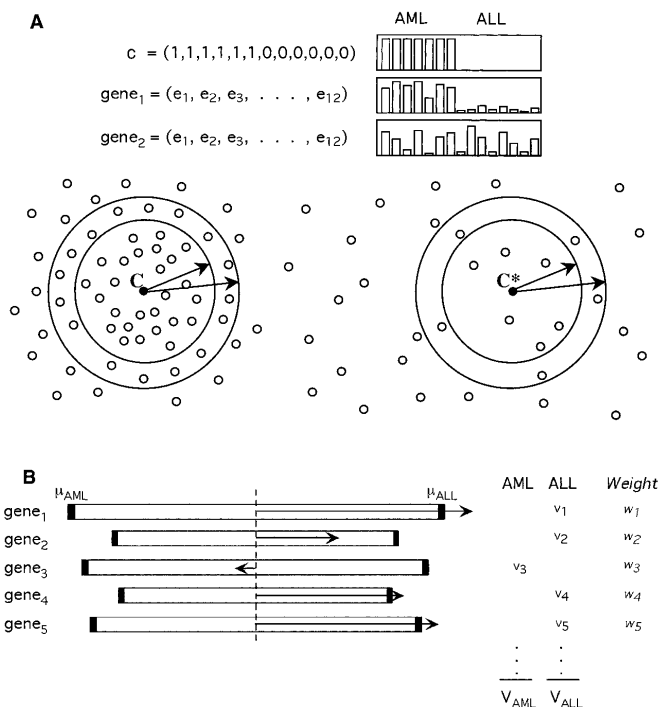 A
AML ALL
c = (1,1,1,1,1,1,0,0,0,0,0,0)
gene1 = (e1, e2, e3, . . . . , e12)
gene2 = (e1, e2, e3, . . . . , e12)
C
C*
B
μAML μALL AML ALL Weight
gene1 v1 w1
gene2 v2 w2
gene3 v3 w3
gene4 v4 w4
gene5 v5 w5
VAML VALL